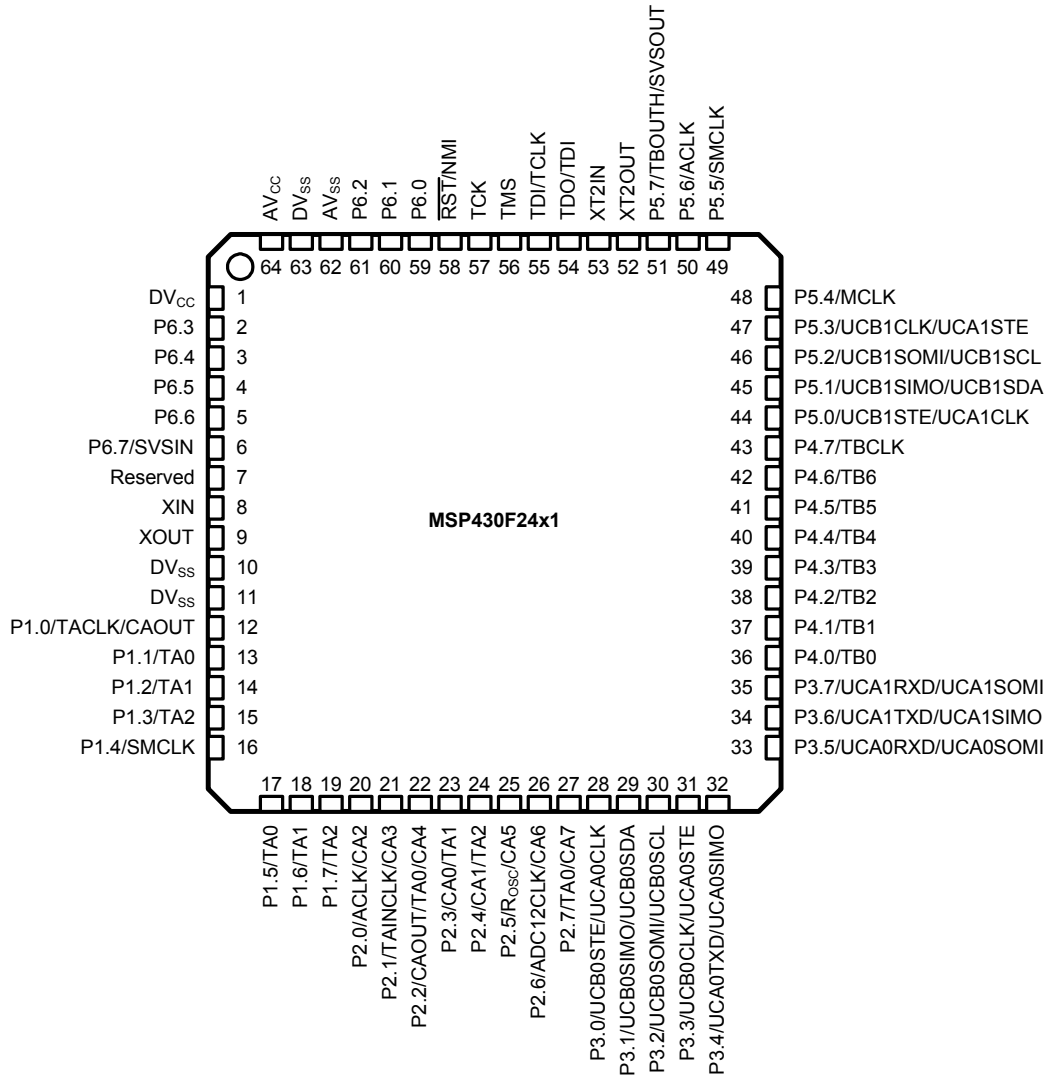 AVCC
DVSS
AVSS
P6.2
P6.1
P6.0
RST/NMI
TCK
TMS
TDI/TCLK
TDO/TDI
XT2IN
XT2OUT
P5.7/TBOUTH/SVSOUT
P5.6/ACLK
P5.5/SMCLK
64 63 62 61 60 59 58 57 56 55 54 53 52 51 50 49
DVCC 1
P6.3 2
P6.4 3
P6.5 4
P6.6 5
P6.7/SVSIN 6
Reserved 7
XIN 8
XOUT 9
DVSS 10
DVSS 11
P1.0/TACLK/CAOUT 12
P1.1/TA0 13
P1.2/TA1 14
P1.3/TA2 15
P1.4/SMCLK 16
MSP430F24x1
48 P5.4/MCLK
47 P5.3/UCB1CLK/UCA1STE
46 P5.2/UCB1SOMI/UCB1SCL
45 P5.1/UCB1SIMO/UCB1SDA
44 P5.0/UCB1STE/UCA1CLK
43 P4.7/TBCLK
42 P4.6/TB6
41 P4.5/TB5
40 P4.4/TB4
39 P4.3/TB3
38 P4.2/TB2
37 P4.1/TB1
36 P4.0/TB0
35 P3.7/UCA1RXD/UCA1SOMI
34 P3.6/UCA1TXD/UCA1SIMO
33 P3.5/UCA0RXD/UCA0SOMI
17 18 19 20 21 22 23 24 25 26 27 28 29 30 31 32
P1.5/TA0
P1.6/TA1
P1.7/TA2
P2.0/ACLK/CA2
P2.1/TAINCLK/CA3
P2.2/CAOUT/TA0/CA4
P2.3/CA0/TA1
P2.4/CA1/TA2
P2.5/ROSC/CA5
P2.6/ADC12CLK/CA6
P2.7/TA0/CA7
P3.0/UCB0STE/UCA0CLK
P3.1/UCB0SIMO/UCB0SDA
P3.2/UCB0SOMI/UCB0SCL
P3.3/UCB0CLK/UCA0STE
P3.4/UCA0TXD/UCA0SIMO